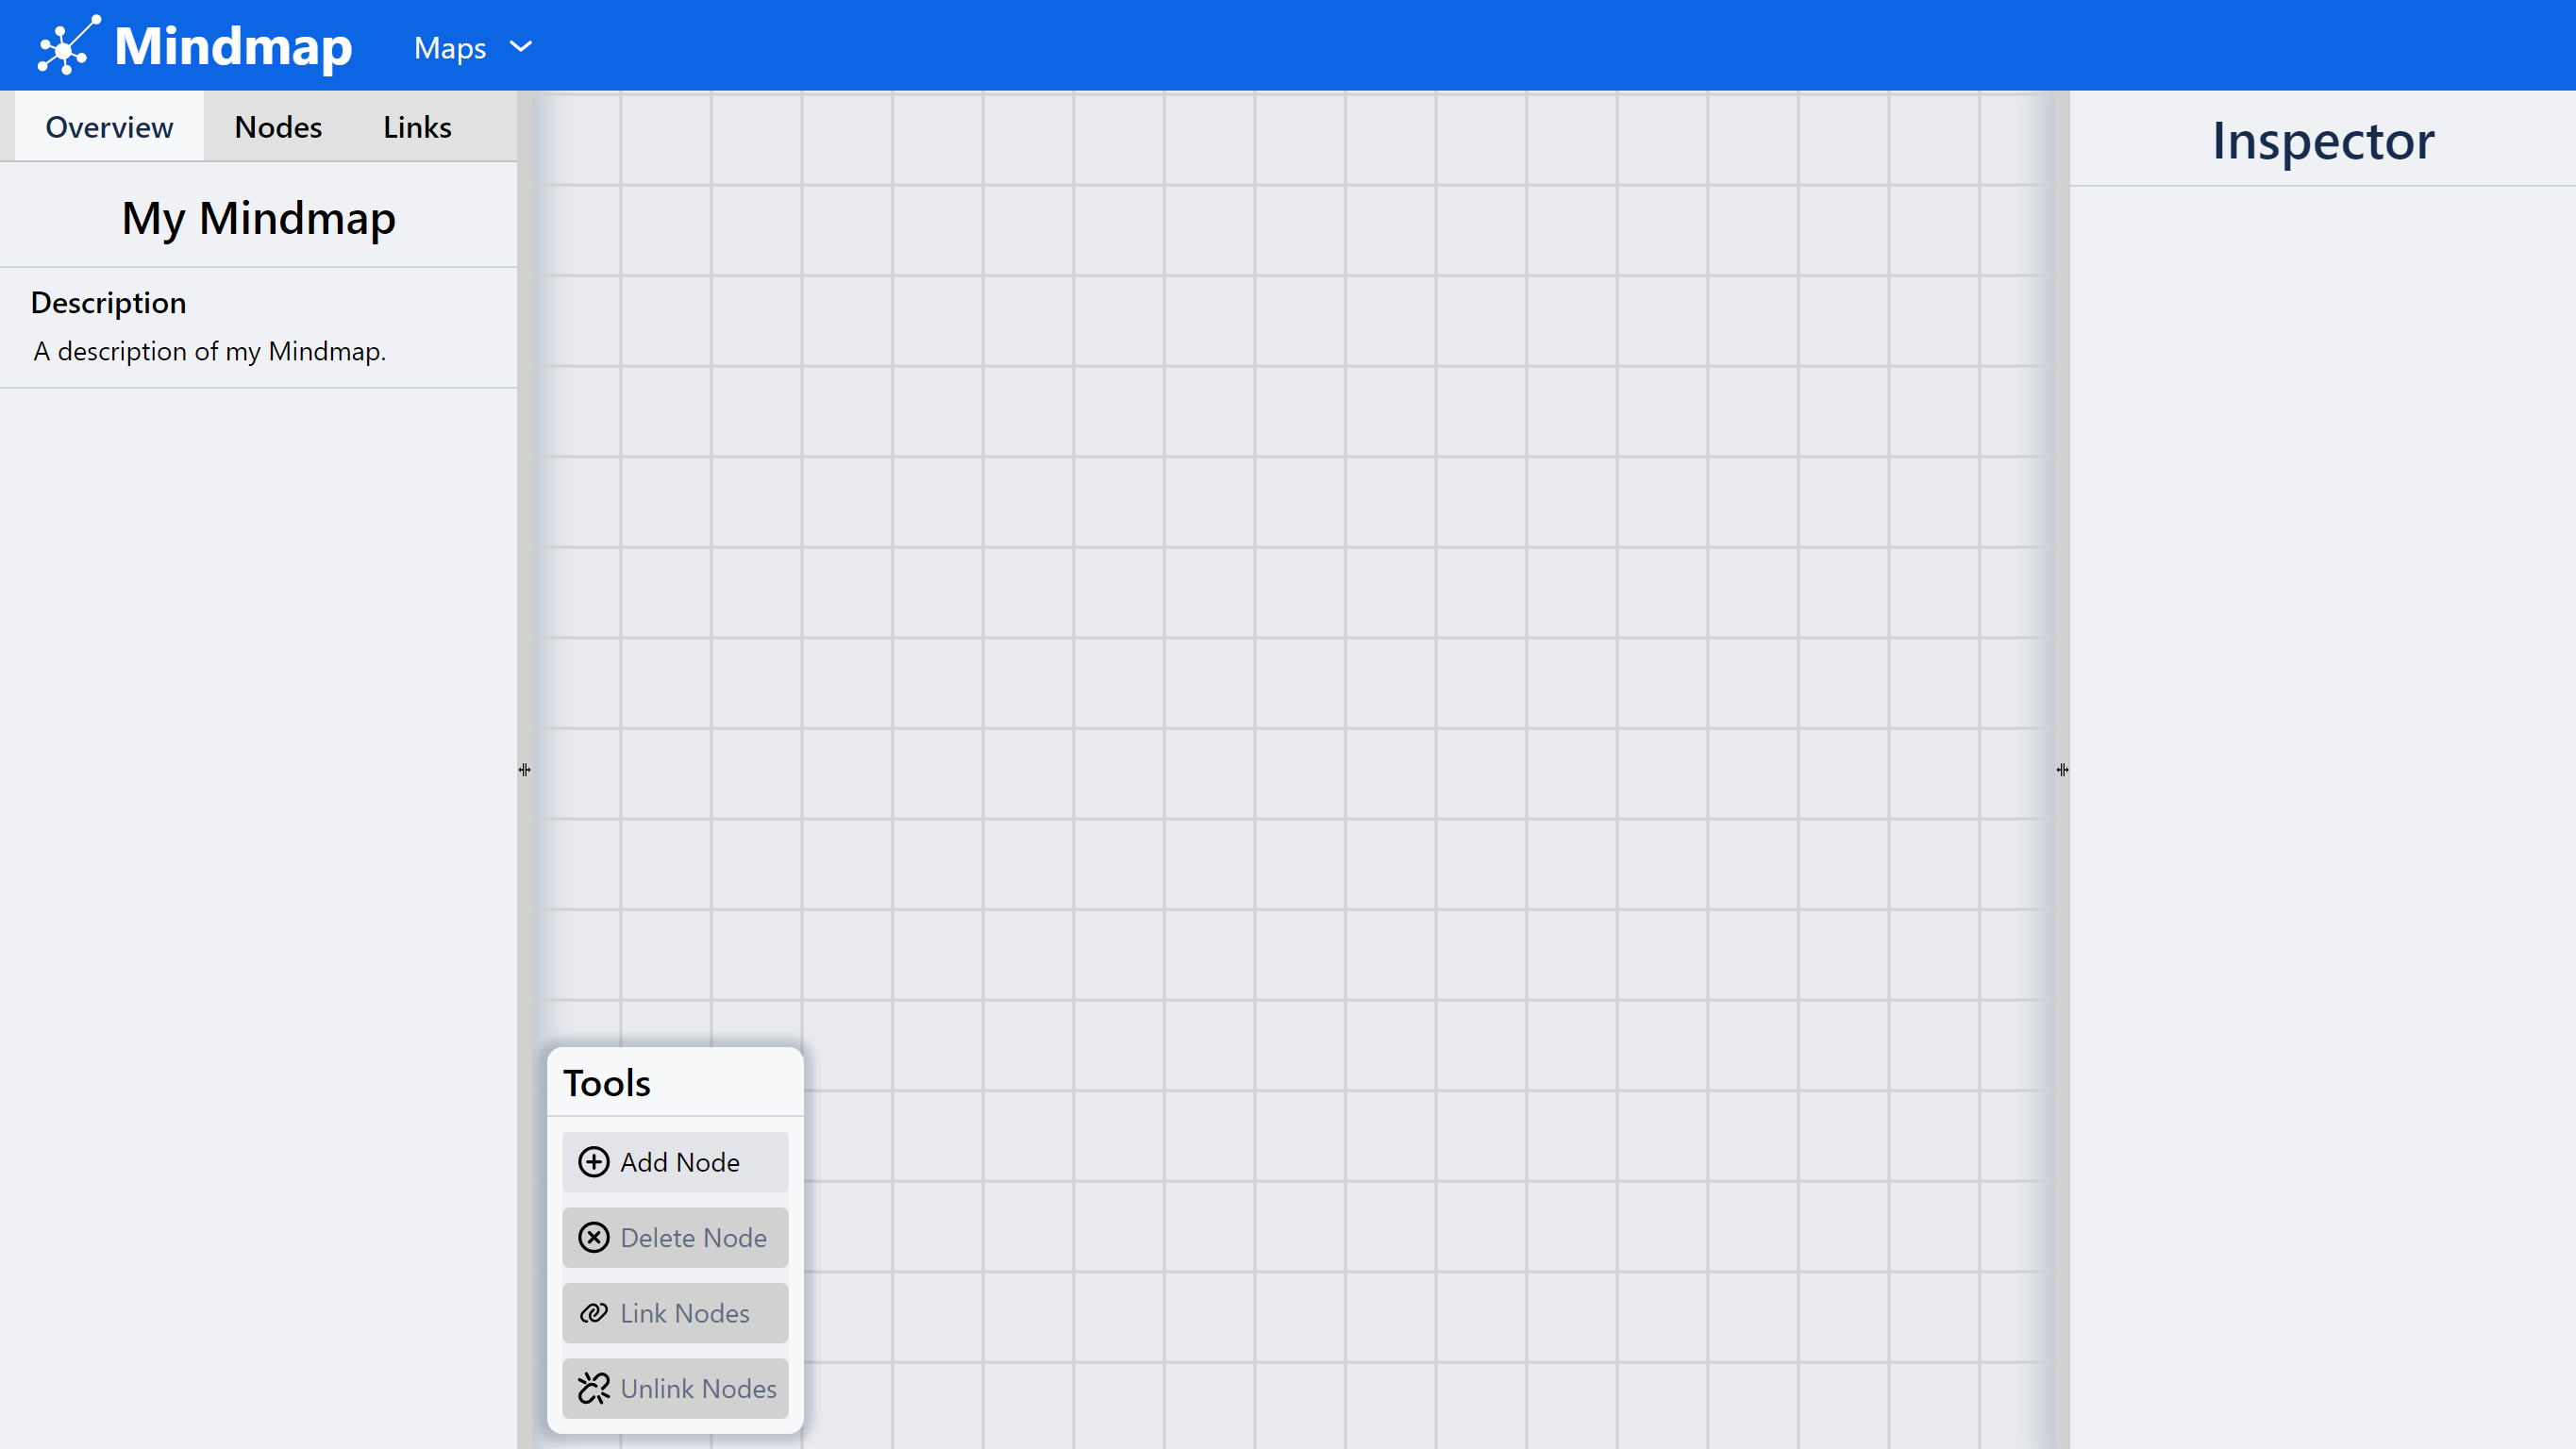 Mindmap
Maps
Overview
Nodes
Links
My Mindmap
Description
A description of my Mindmap.
Inspector
Tools
Add Node
Delete Node
Link Nodes
Unlink Nodes